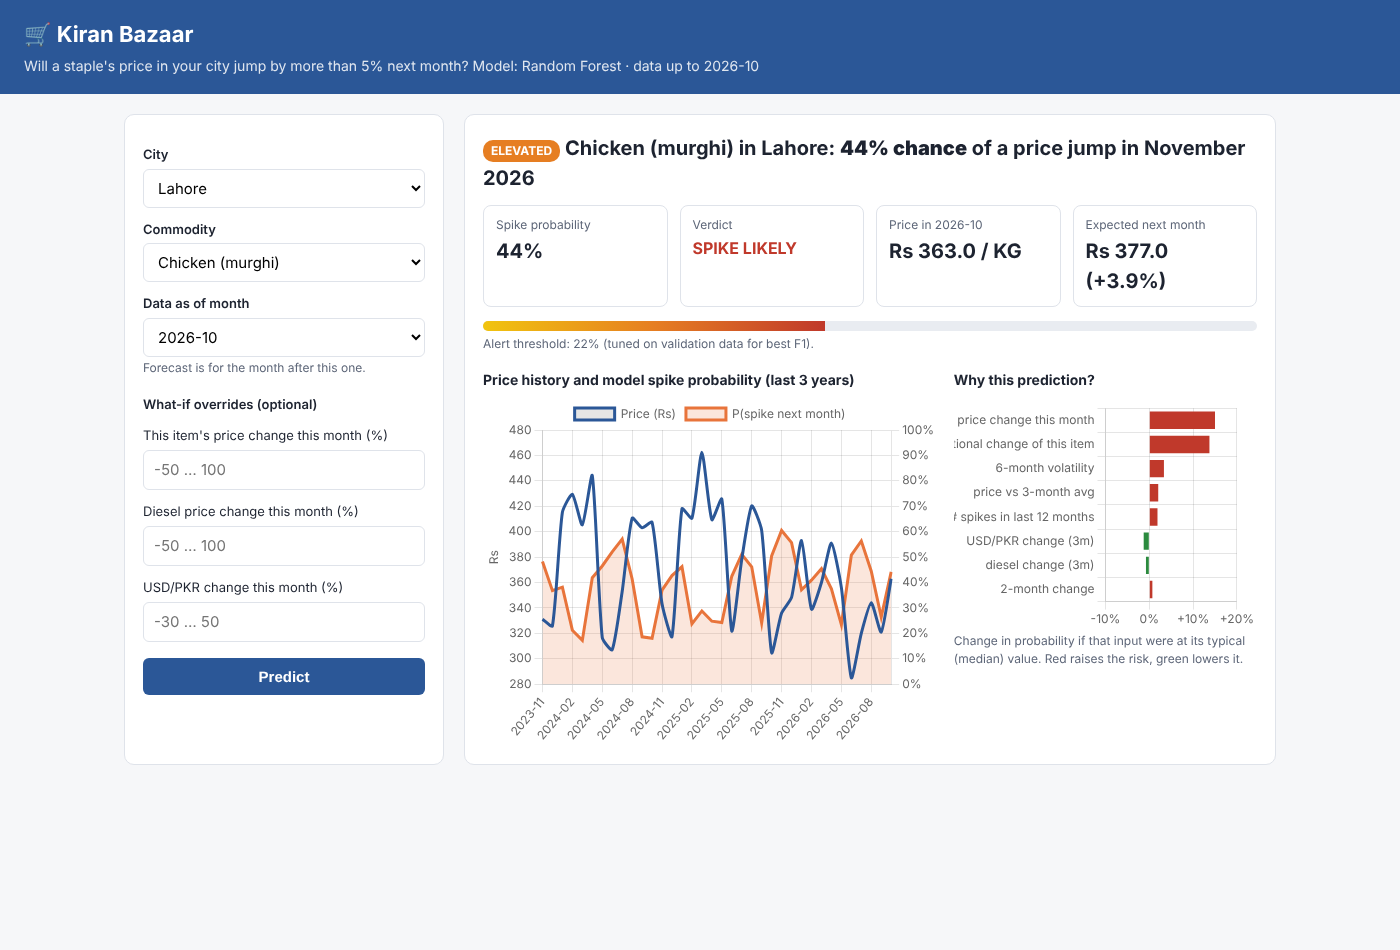 🛒 Kiran Bazaar
Will a staple's price in your city jump by more than 5% next month? Model: Random Forest · data up to 2026-10
City
Lahore
Commodity
Chicken (murghi)
Data as of month
2026-10
Forecast is for the month after this one.
What-if overrides (optional)
This item's price change this month (%)
-50 ... 100
Diesel price change this month (%)
-50 ... 100
USD/PKR change this month (%)
-30 ... 50
Predict
ELEVATED Chicken (murghi) in Lahore: 44% chance of a price jump in November
2026
Spike probability
44%
Verdict
SPIKE LIKELY
Price in 2026-10
Rs 363.0 / KG
Expected next month
Rs 377.0
(+3.9%)
Alert threshold: 22% (tuned on validation data for best F1).
Price history and model spike probability (last 3 years)
Price (Rs) P(spike next month)
480 100%
460 90%
440 80%
420 70%
400 60%
380 50%
360 40%
340 30%
320 20%
300 10%
280 0%
Rs
2023-11 2024-02 2024-05 2024-08 2024-11 2025-02 2025-05 2025-08 2025-11 2026-02 2026-05 2026-08
Why this prediction?
price change this month
ional change of this item
6-month volatility
price vs 3-month avg
# spikes in last 12 months
USD/PKR change (3m)
diesel change (3m)
2-month change
-10% 0% +10% +20%
Change in probability if that input were at its typical
(median) value. Red raises the risk, green lowers it.